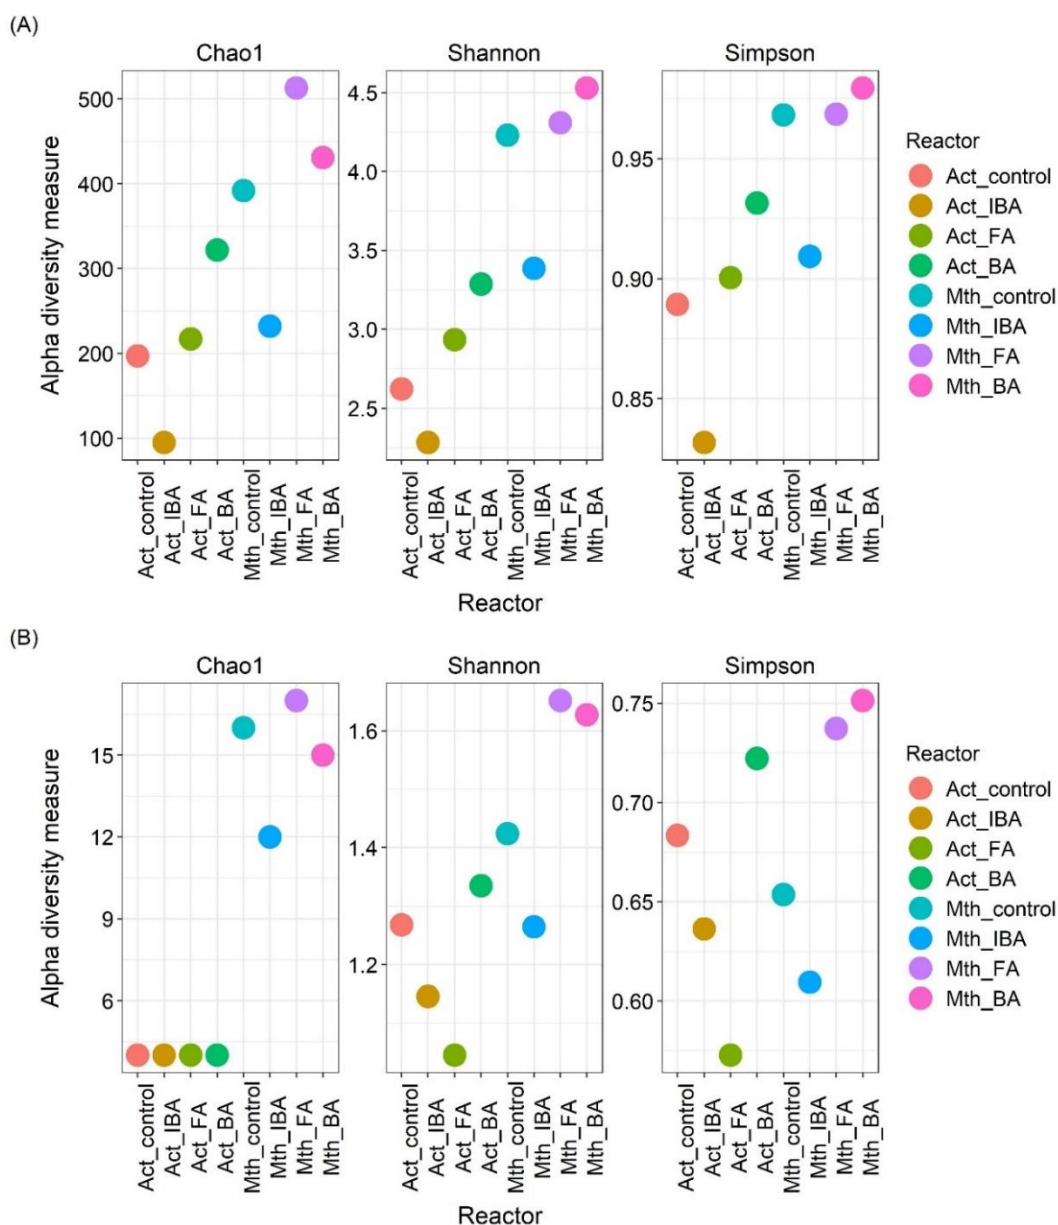 (A)
Chao1
Shannon
Simpson
Alpha diversity measure
500
400
300
200
100
4.5
4.0
3.5
3.0
2.5
0.95
0.90
0.85
Act_control
Act_IBA
Act_FA
Act_BA
Mth_control
Mth_IBA
Mth_FA
Mth_BA
Act_control
Act_IBA
Act_FA
Act_BA
Mth_control
Mth_IBA
Mth_FA
Mth_BA
Act_control
Act_IBA
Act_FA
Act_BA
Mth_control
Mth_IBA
Mth_FA
Mth_BA
Reactor
Reactor
Act_control
Act_IBA
Act_FA
Act_BA
Mth_control
Mth_IBA
Mth_FA
Mth_BA
(B)
Chao1
Shannon
Simpson
Alpha diversity measure
15
12
9
6
1.6
1.4
1.2
0.75
0.70
0.65
0.60
Act_control
Act_IBA
Act_FA
Act_BA
Mth_control
Mth_IBA
Mth_FA
Mth_BA
Act_control
Act_IBA
Act_FA
Act_BA
Mth_control
Mth_IBA
Mth_FA
Mth_BA
Act_control
Act_IBA
Act_FA
Act_BA
Mth_control
Mth_IBA
Mth_FA
Mth_BA
Reactor
Reactor
Act_control
Act_IBA
Act_FA
Act_BA
Mth_control
Mth_IBA
Mth_FA
Mth_BA